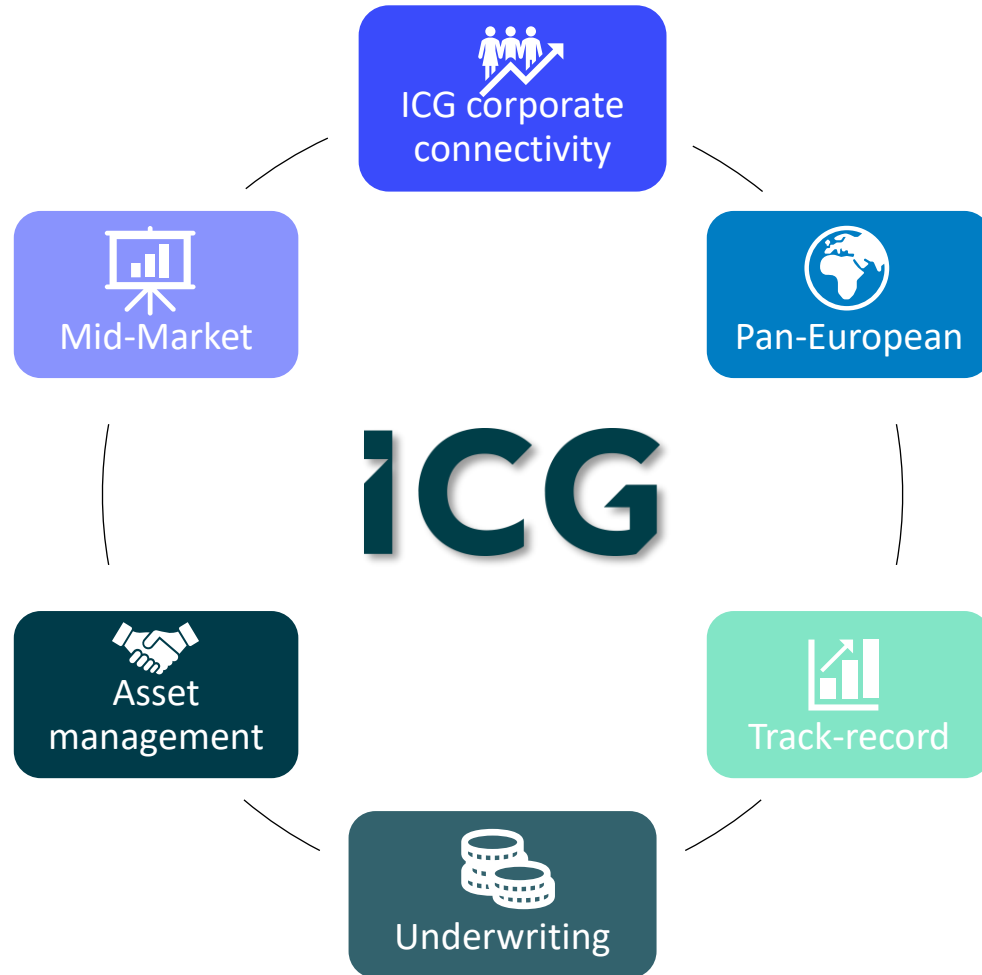 ICG corporate
connectivity
Mid-Market
Pan-European
ICG
Asset
management
Track-record
Underwriting